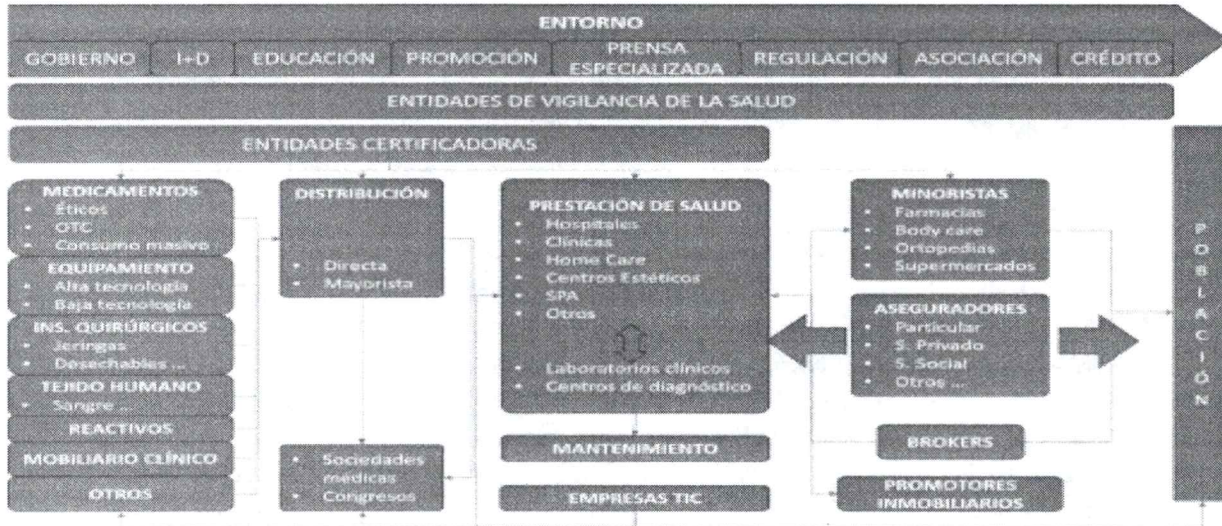 ENTORNO
GOBIERNO
I+D
EDUCACIÓN
PROMOCIÓN
PRENSA
ESPECIALIZADA
REGULACIÓN
ASOCIACIÓN
CRÉDITO
ENTIDADES DE VIGILANCIA DE LA SALUD
ENTIDADES CERTIFICADORAS
MEDICAMENTOS
• Éticos
• OTC
• Consumo masivo
EQUIPAMIENTO
• Alta tecnología
• Baja tecnología
INS. QUIRÚRGICOS
• Jeringas
• Desechables ...
TEJIDO HUMANO
• Sangre ...
REACTIVOS
MOBILIARIO CLÍNICO
OTROS
DISTRIBUCIÓN
• Directa
• Mayorista
• Sociedades
médicas
• Congresos
PRESTACIÓN DE SALUD
• Hospitales
• Clínicas
• Home Care
• Centros Estéticos
• SPA
• Otros
• Laboratorios clínicos
• Centros de diagnóstico
MANTENIMIENTO
EMPRESAS TIC
MINORISTAS
• Farmacias
• Body care
• Ortopedias
• Supermercados
ASEGURADORES
• Particular
• S. Privado
• S. Social
• Otros ...
BROKERS
PROMOTORES
INMOBILIARIOS
POBLACIÓN